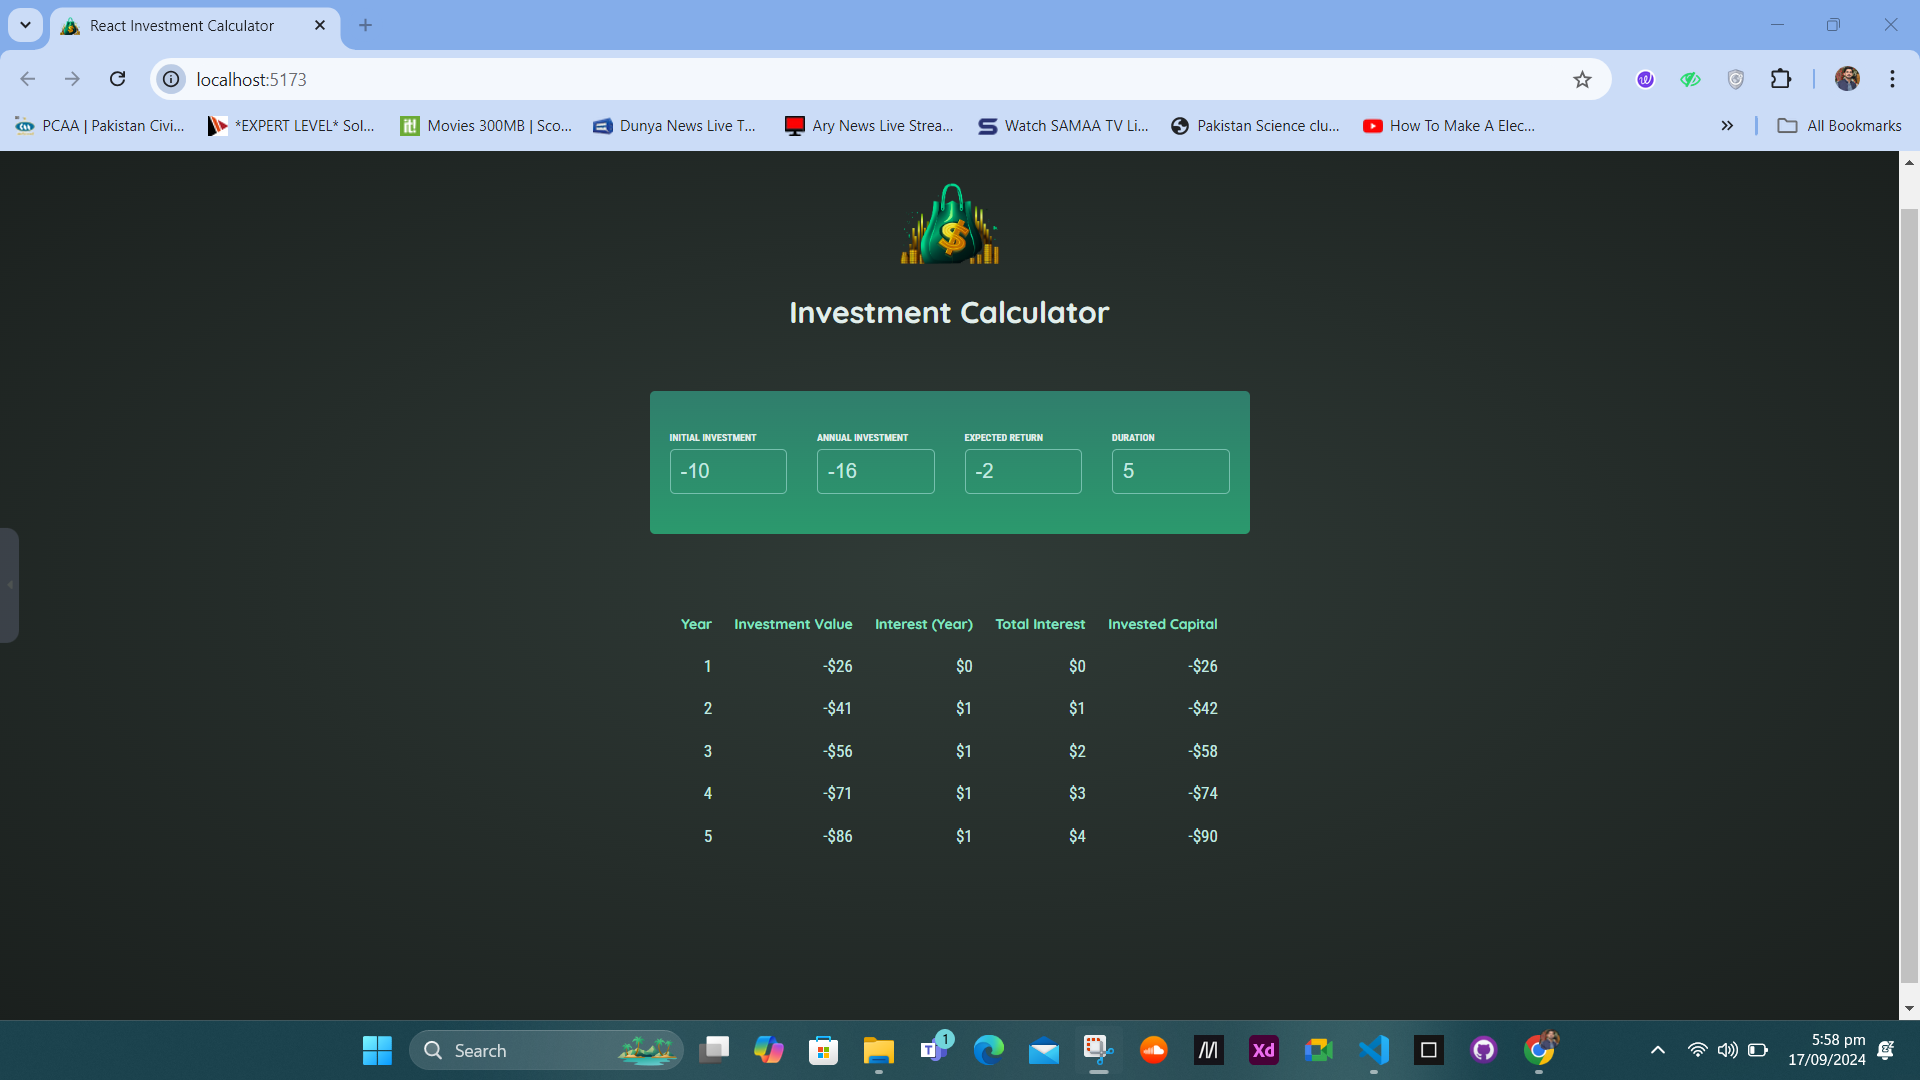 React Investment Calculator
localhost:5173
PCAA | Pakistan Civi... *EXPERT LEVEL* Sol... Movies 300MB | Sco... Dunya News Live T... Ary News Live Strea... Watch SAMAA TV Li... Pakistan Science clu... How To Make A Elec... » All Bookmarks
$
Investment Calculator
INITIAL INVESTMENT ANNUAL INVESTMENT EXPECTED RETURN DURATION
-10 -16 -2 5
Year Investment Value Interest (Year) Total Interest Invested Capital
1 -$26 $0 $0 -$26
2 -$41 $1 $1 -$42
3 -$56 $1 $2 -$58
4 -$71 $1 $3 -$74
5 -$86 $1 $4 -$90
Search
1
Xd
5:58 pm
17/09/2024